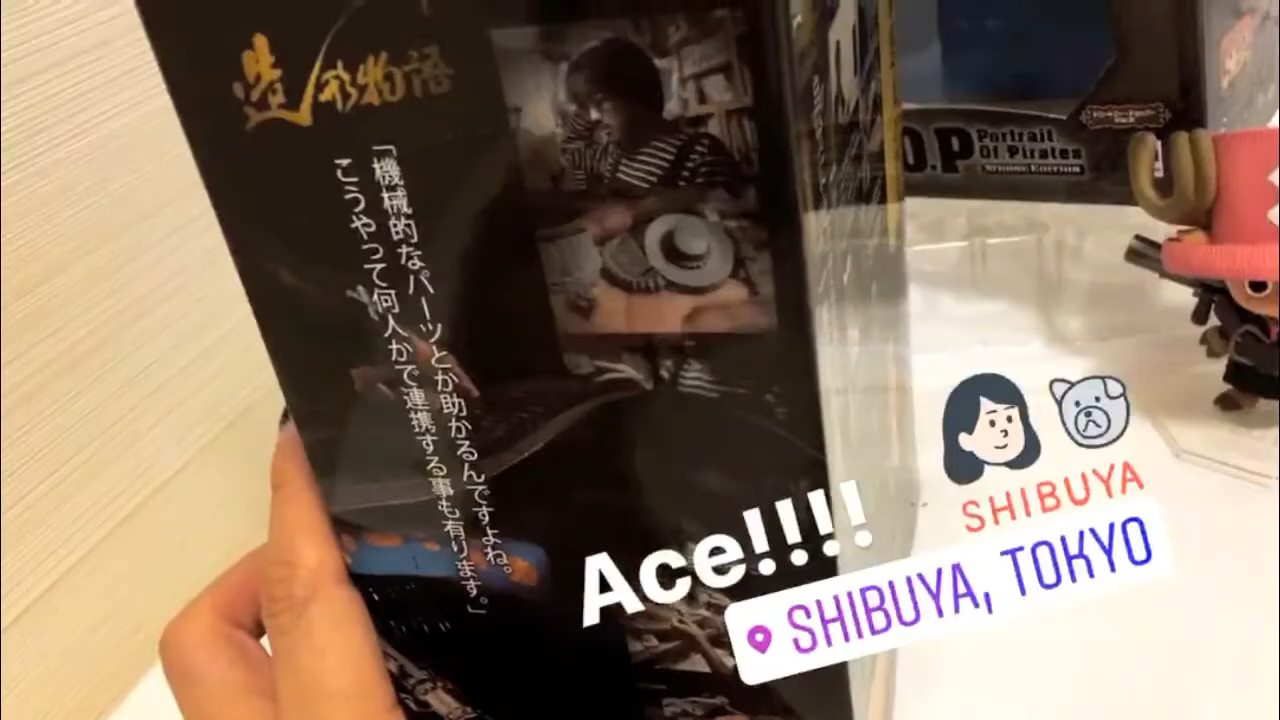 造形物語
「機械的なパーツとか助かるんですよね。
こうやって何人かで連携する事も有ります。」
O.P
Portrait
Of.Pirates
STRONG EDITION
Ace!!!!
SHIBUYA
SHIBUYA, TOKYO